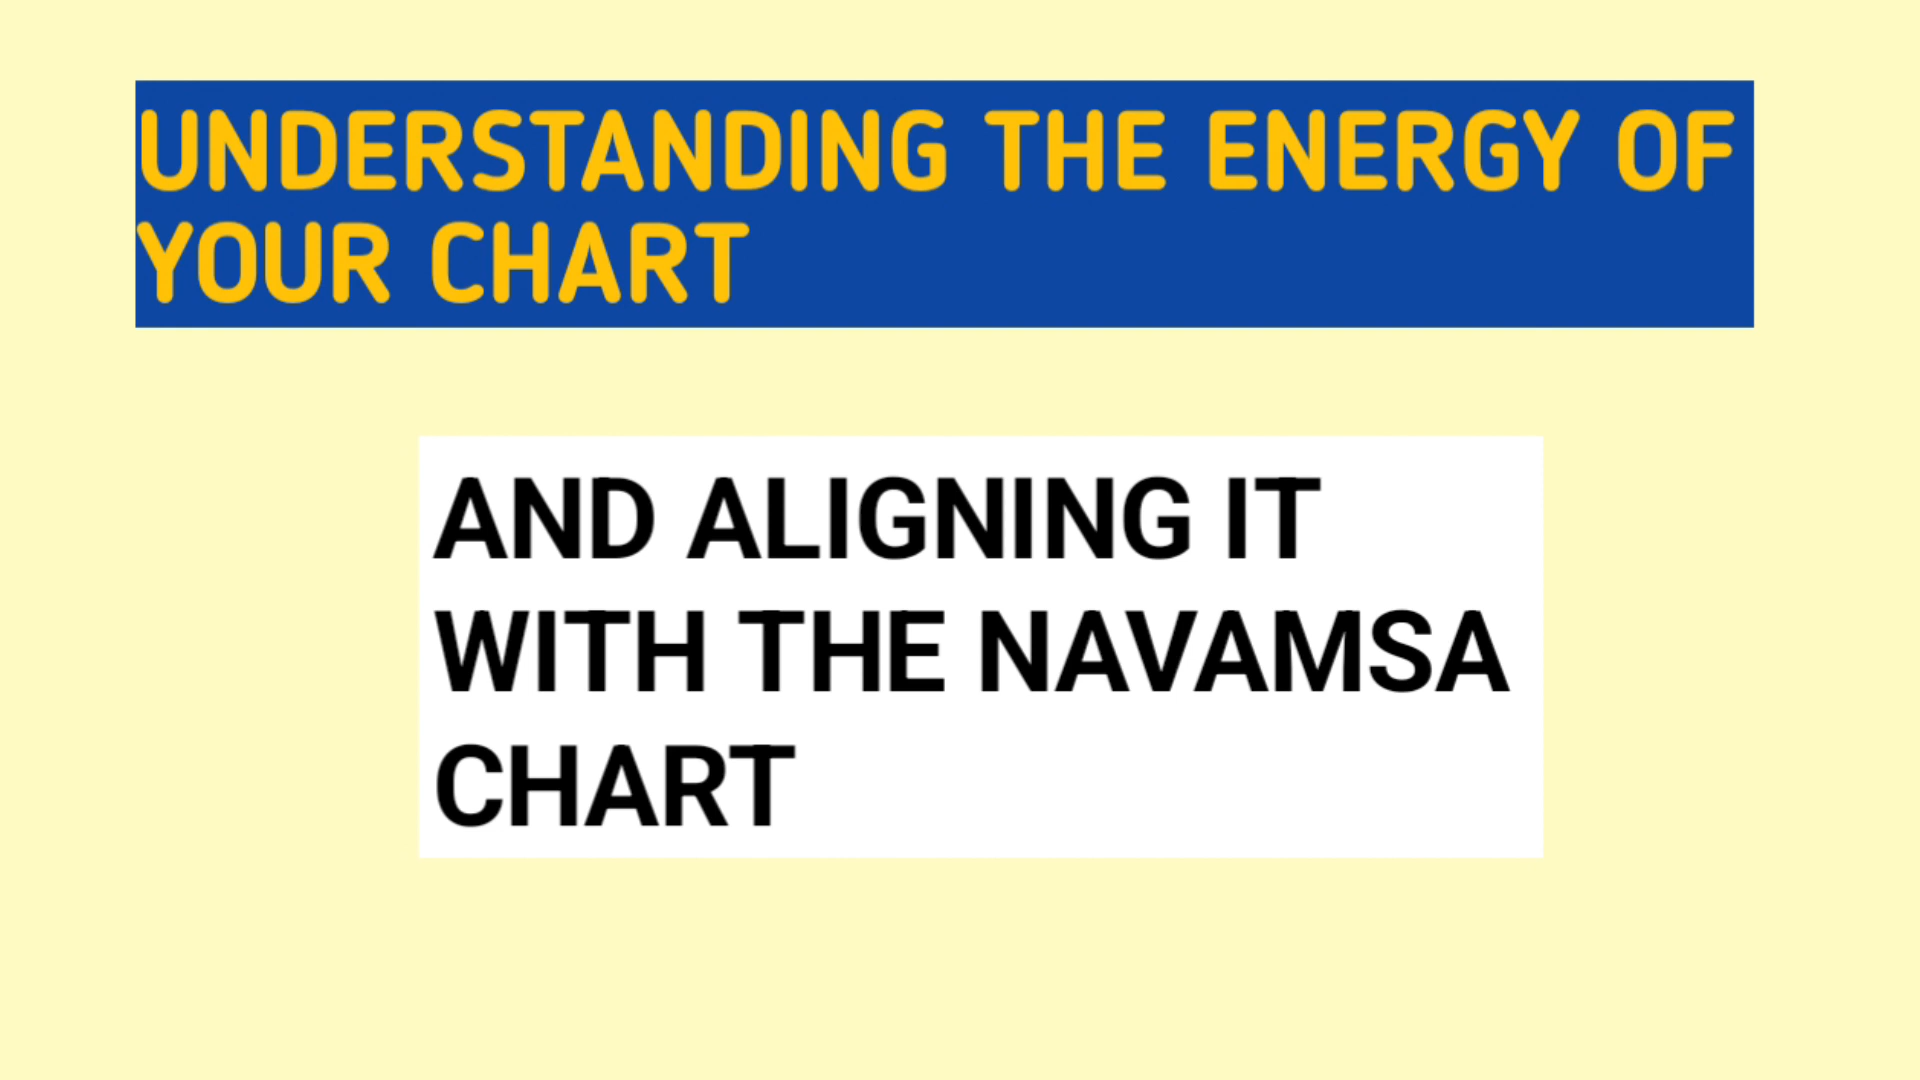 UNDERSTANDING THE ENERGY OF
YOUR CHART
AND ALIGNING IT
WITH THE NAVAMSA
CHART